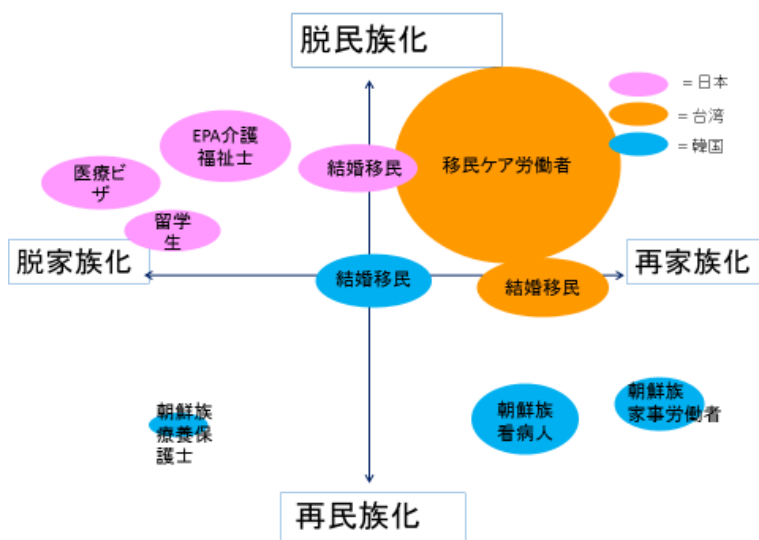 脱民族化
= 日本
= 台湾
= 韓国
EPA介護
福祉士
結婚移民
移民ケア労働者
医療ビ
ザ
留学
生
脱家族化
再家族化
結婚移民
結婚移民
朝鮮族
家事労働者
朝鮮族
看病人
朝鮮族
療養保
護士
再民族化